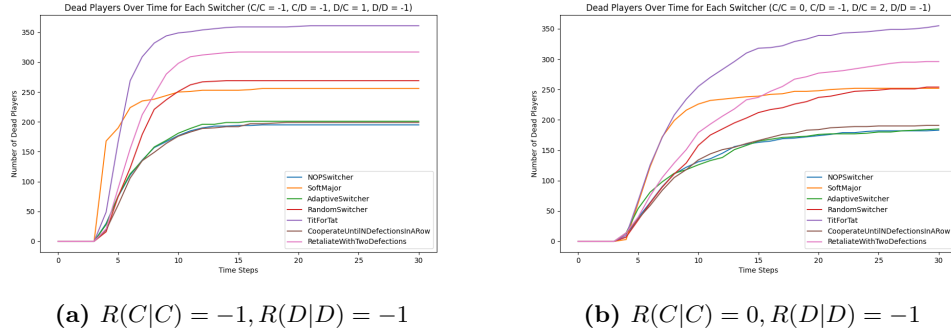 Dead Players Over Time for Each Switcher (C/C = -1, C/D = -1, D/C = 1, D/D = -1)
Number of Dead Players
350
300
250
200
150
100
50
0
NOPSwitcher
SoftMajor
AdaptiveSwitcher
RandomSwitcher
TitForTat
CooperateUntilNDefectionsInARow
RetaliateWithTwoDefections
0 5 10 15 20 25 30
Time Steps
(a) R(C|C) = −1, R(D|D) = −1
Dead Players Over Time for Each Switcher (C/C = 0, C/D = -1, D/C = 2, D/D = -1)
Number of Dead Players
350
300
250
200
150
100
50
0
NOPSwitcher
SoftMajor
AdaptiveSwitcher
RandomSwitcher
TitForTat
CooperateUntilNDefectionsInARow
RetaliateWithTwoDefections
0 5 10 15 20 25 30
Time Steps
(b) R(C|C) = 0, R(D|D) = −1